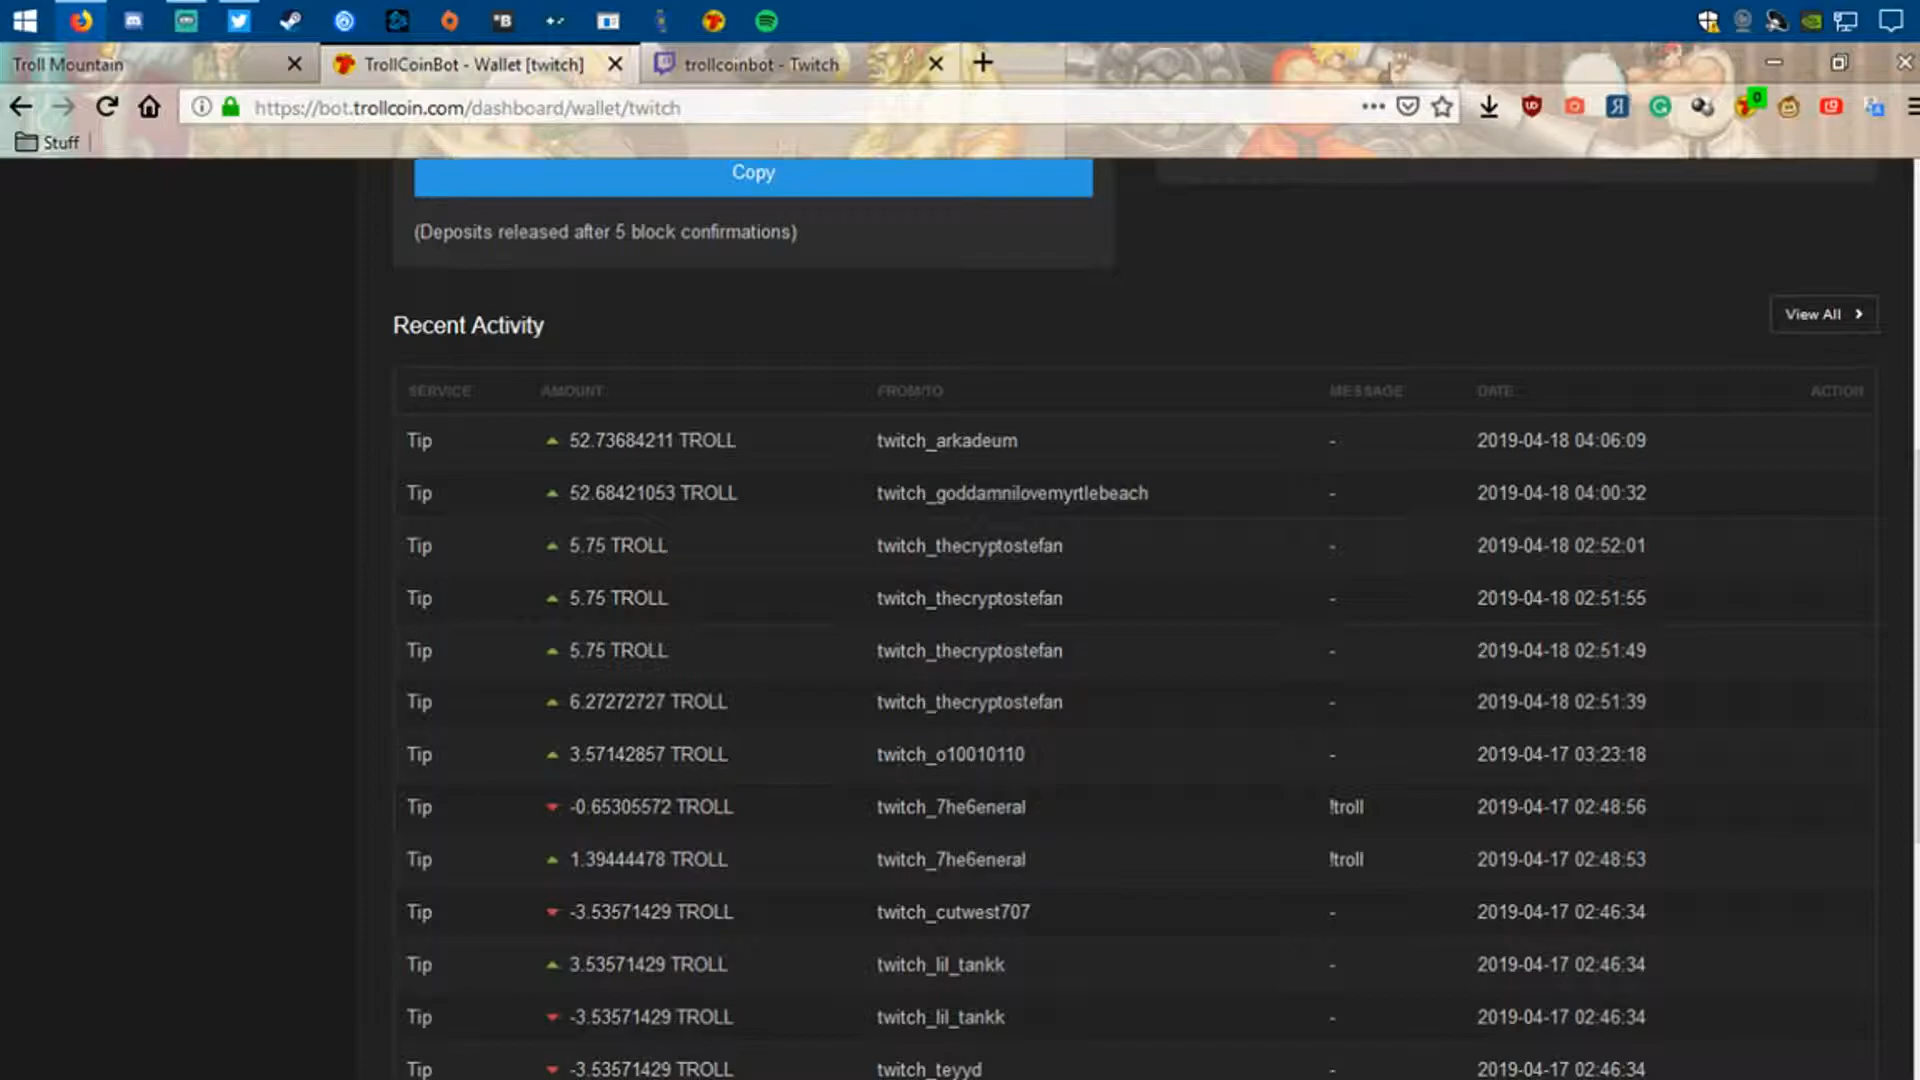 Troll Mountain
TrollCoinBot - Wallet [twitch]
trollcoinbot - Twitch
https://bot.trollcoin.com/dashboard/wallet/twitch
0
Stuff
Copy
(Deposits released after 5 block confirmations)
Recent Activity
View All
SERVICE AMOUNT FROM/TO MESSAGE DATE ACTION
Tip 52.73684211 TROLL twitch_arkadeum - 2019-04-18 04:06:09
Tip 52.68421053 TROLL twitch_goddamnilovemyrtlebeach - 2019-04-18 04:00:32
Tip 5.75 TROLL twitch_thecryptostefan - 2019-04-18 02:52:01
Tip 5.75 TROLL twitch_thecryptostefan - 2019-04-18 02:51:55
Tip 5.75 TROLL twitch_thecryptostefan - 2019-04-18 02:51:49
Tip 6.27272727 TROLL twitch_thecryptostefan - 2019-04-18 02:51:39
Tip 3.57142857 TROLL twitch_o10010110 - 2019-04-17 03:23:18
Tip -0.65305572 TROLL twitch_7he6eneral !troll 2019-04-17 02:48:56
Tip 1.39444478 TROLL twitch_7he6eneral !troll 2019-04-17 02:48:53
Tip -3.53571429 TROLL twitch_cutwest707 - 2019-04-17 02:46:34
Tip 3.53571429 TROLL twitch_lil_tankk - 2019-04-17 02:46:34
Tip -3.53571429 TROLL twitch_lil_tankk - 2019-04-17 02:46:34
Tip -3.53571429 TROLL twitch_teyyd - 2019-04-17 02:46:34